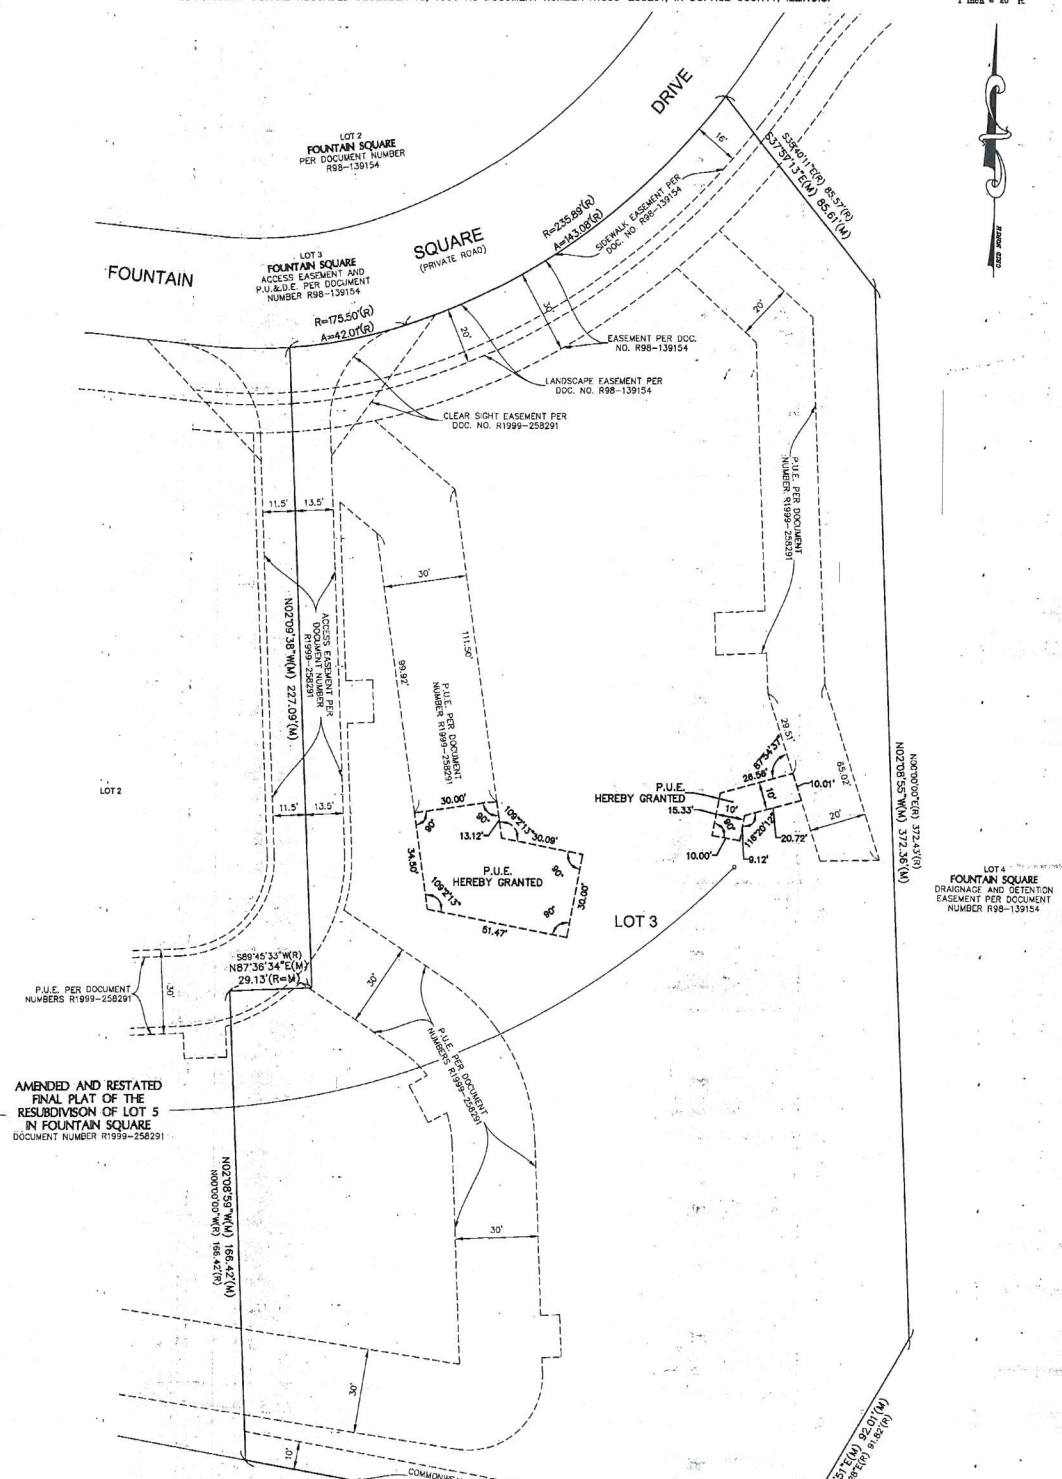 1 inch = 20 ft
LOT 2
FOUNTAIN SQUARE
PER DOCUMENT NUMBER
R98-139154
DRIVE
16'
S39°40'11"E(R) 85.57'(R)
S37°57'13"E(M) 85.61'(M)
FOUNTAIN
LOT 3
FOUNTAIN SQUARE
ACCESS EASEMENT AND
P.U.&D.E. PER DOCUMENT
NUMBER R98-139154
SQUARE
(PRIVATE ROAD)
R=235.89'(R)
A=143.08'(R)
SIDEWALK EASEMENT PER
DOC. NO. R98-139154
R=175.50'(R)
A=42.01'(R)
20'
30'
20'
EASEMENT PER DOC.
NO. R98-139154
LANDSCAPE EASEMENT PER
DOC. NO. R98-139154
CLEAR SIGHT EASEMENT PER
DOC. NO. R1999-258291
P.U.E. PER DOCUMENT
NUMBER R1999-258291
11.5'
13.5'
30'
N02°09'38"W(M) 227.09'(M)
ACCESS EASEMENT PER
DOCUMENT NUMBER
R1999-258291
99.92'
111.50'
P.U.E. PER DOCUMENT
NUMBER R1999-258291
LOT 2
11.5'
13.5'
29.51'
87°54'37"
28.56'
65.02'
10.01'
P.U.E.
HEREBY GRANTED
15.33'
10'
10'
90°
116°20'12"
20.72'
20'
10.00'
9.12'
30.00'
90°
90°
13.12'
109°2'13"
30.09'
34.50'
P.U.E.
HEREBY GRANTED
90°
30.00'
109°2'13"
90°
51.47'
LOT 3
N00°00'00"E(R) 372.43'(R)
N02°08'55"W(M) 372.36'(M)
LOT 4
FOUNTAIN SQUARE
DRAIGNAGE AND DETENTION
EASEMENT PER DOCUMENT
NUMBER R98-139154
S89°45'33"W(R)
N87°36'34"E(M)
29.13'(R=M)
P.U.E. PER DOCUMENT
NUMBERS R1999-258291
30'
30'
P.U.E. PER DOCUMENT
NUMBERS R1999-258291
AMENDED AND RESTATED
FINAL PLAT OF THE
RESUBDIVISON OF LOT 5
IN FOUNTAIN SQUARE
DOCUMENT NUMBER R1999-258291
N02°08'59"W(M) 166.42'(M)
N00°00'00"W(R) 166.42'(R)
30'
30'
10'
51"E(M) 92.01'(M)
"E(R) 91.82'(R)